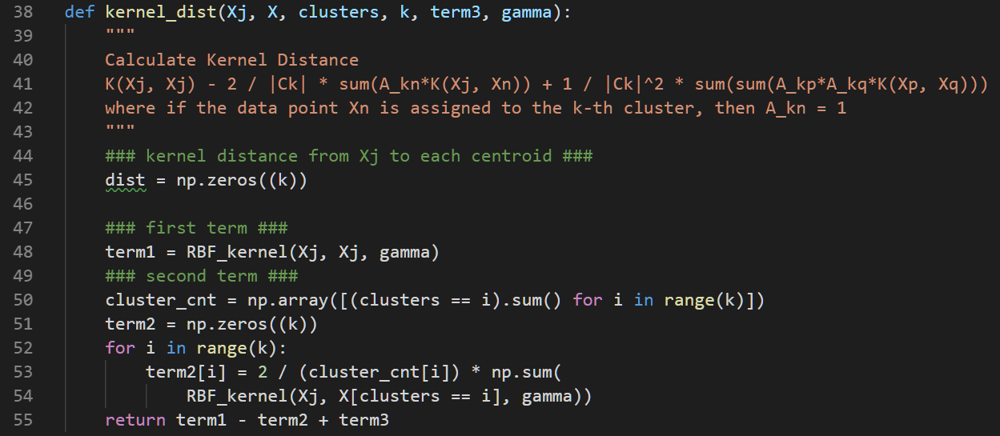 38 def kernel_dist(Xj, X, clusters, k, term3, gamma):
39     """
40     Calculate Kernel Distance
41     K(Xj, Xj) - 2 / |Ck| * sum(A_kn*K(Xj, Xn)) + 1 / |Ck|^2 * sum(sum(A_kp*A_kq*K(Xp, Xq)))
42     where if the data point Xn is assigned to the k-th cluster, then A_kn = 1
43     """
44     ### kernel distance from Xj to each centroid ###
45     dist = np.zeros((k))
46
47     ### first term ###
48     term1 = RBF_kernel(Xj, Xj, gamma)
49     ### second term ###
50     cluster_cnt = np.array([(clusters == i).sum() for i in range(k)])
51     term2 = np.zeros((k))
52     for i in range(k):
53         term2[i] = 2 / (cluster_cnt[i]) * np.sum(
54             RBF_kernel(Xj, X[clusters == i], gamma))
55     return term1 - term2 + term3